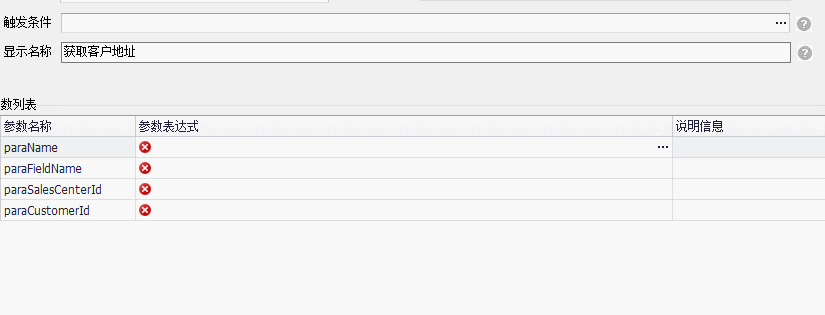 触发条件
显示名称 获取客户地址
数列表
参数名称 参数表达式 说明信息
paraName
paraFieldName
paraSalesCenterId
paraCustomerId